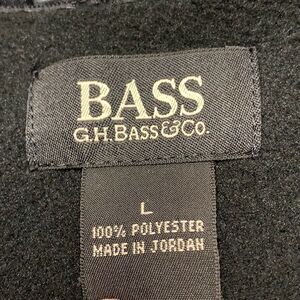 BASS
G.H. BASS & CO.
L
100% POLYESTER
MADE IN JORDAN